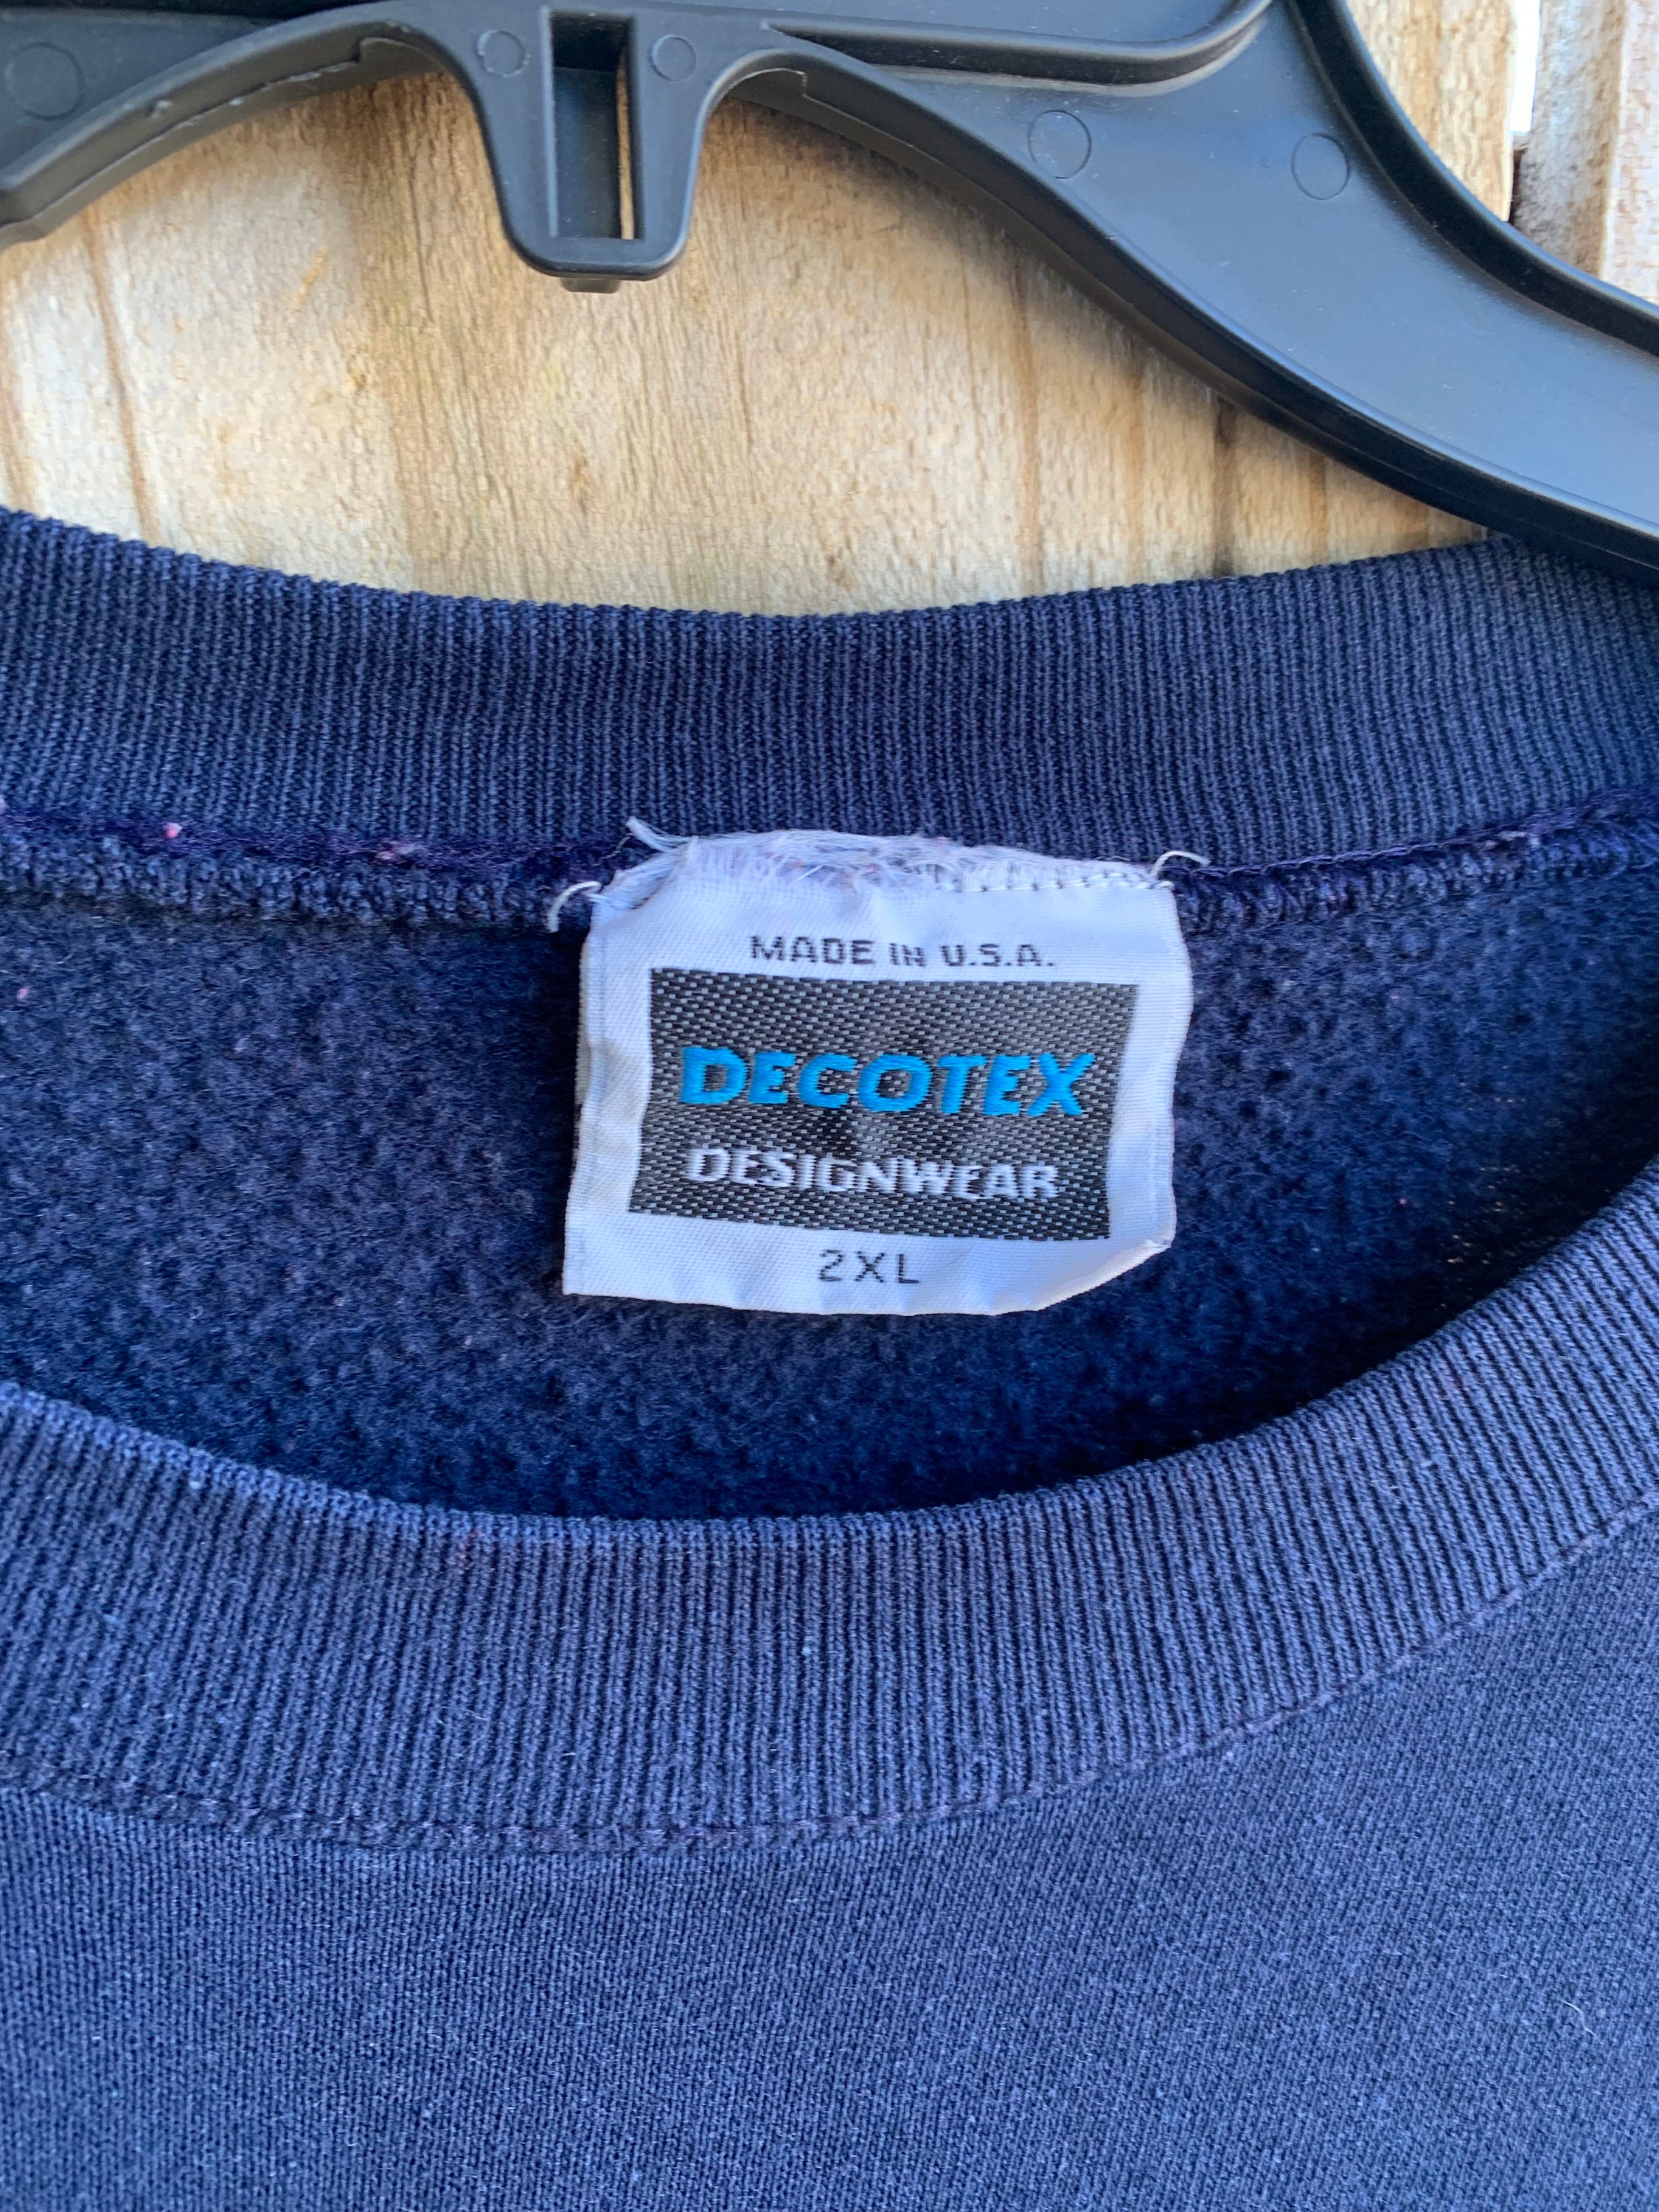 MADE IN U.S.A.
DECOTEX
DESIGNWEAR
2XL